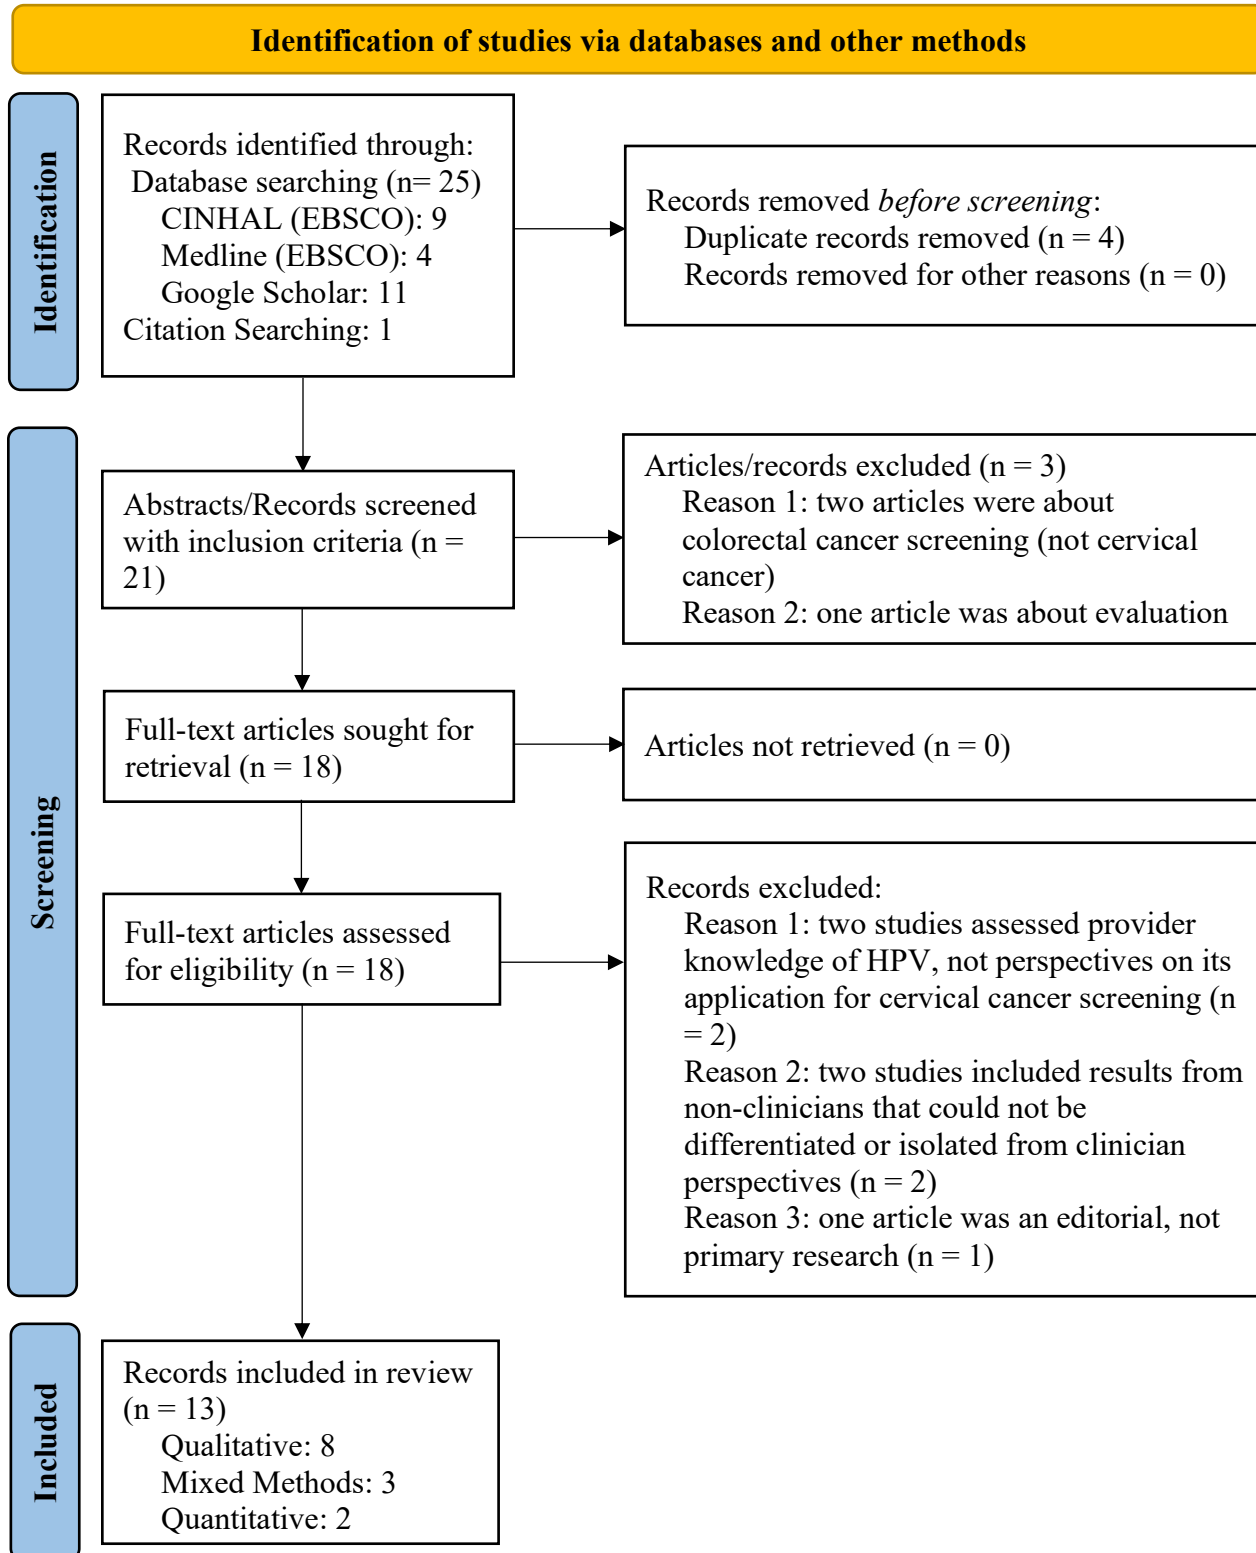 Identification of studies via databases and other methods
Identification
Records identified through:
Database searching (n= 25)
CINHAL (EBSCO): 9
Medline (EBSCO): 4
Google Scholar: 11
Citation Searching: 1
Records removed before screening:
Duplicate records removed (n = 4)
Records removed for other reasons (n = 0)
Screening
Abstracts/Records screened
with inclusion criteria (n =
21)
Articles/records excluded (n = 3)
Reason 1: two articles were about
colorectal cancer screening (not cervical
cancer)
Reason 2: one article was about evaluation
Full-text articles sought for
retrieval (n = 18)
Articles not retrieved (n = 0)
Full-text articles assessed
for eligibility (n = 18)
Records excluded:
Reason 1: two studies assessed provider
knowledge of HPV, not perspectives on its
application for cervical cancer screening (n
= 2)
Reason 2: two studies included results from
non-clinicians that could not be
differentiated or isolated from clinician
perspectives (n = 2)
Reason 3: one article was an editorial, not
primary research (n = 1)
Included
Records included in review
(n = 13)
Qualitative: 8
Mixed Methods: 3
Quantitative: 2